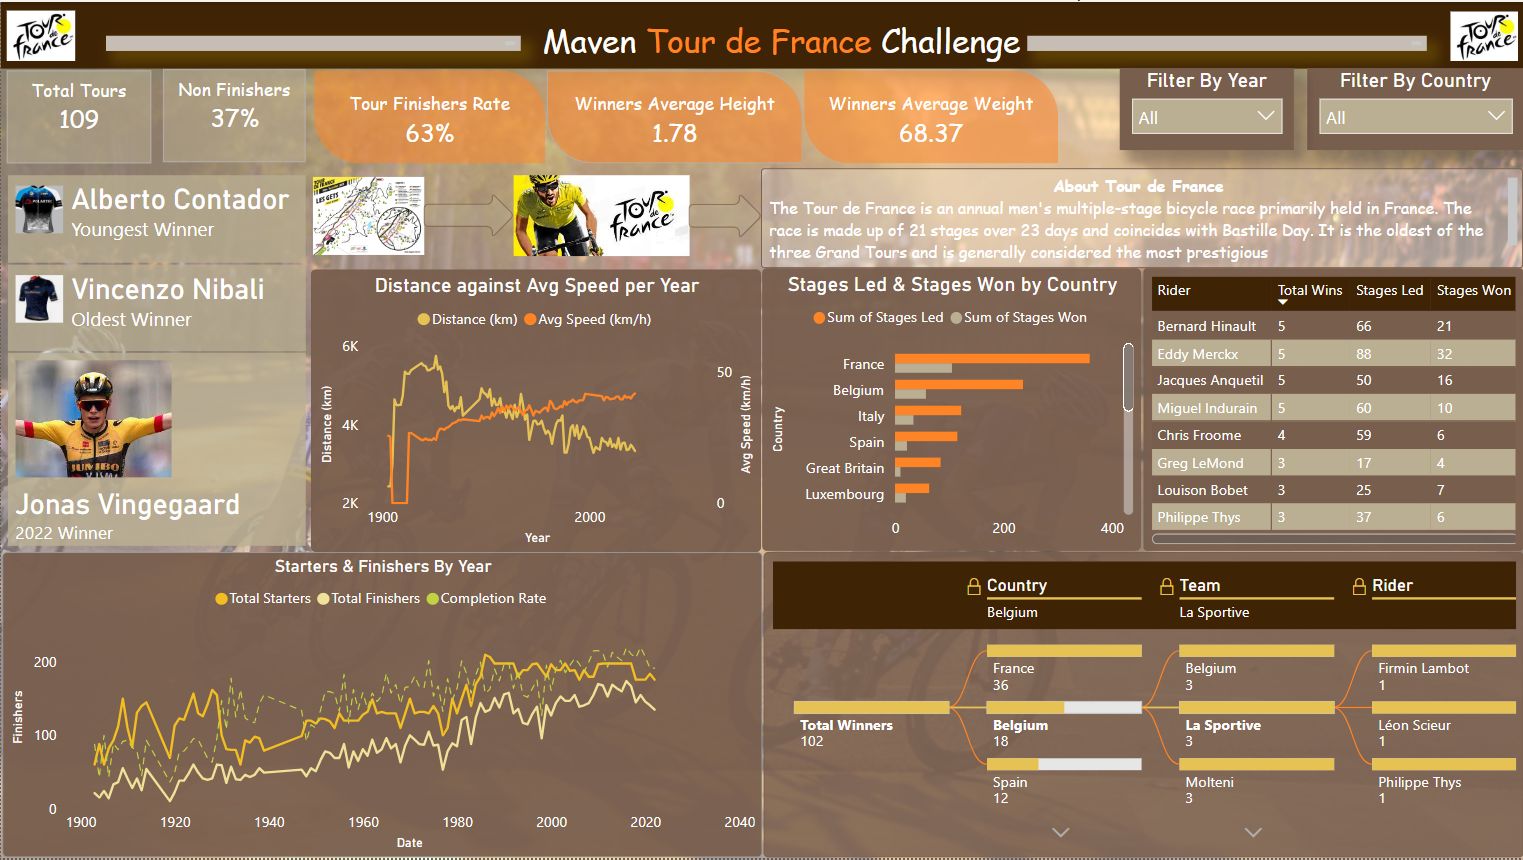 TOUR de france
Maven Tour de France Challenge
TOUR de france
Total Tours
109
Non Finishers
37%
Tour Finishers Rate
63%
Winners Average Height
1.78
Winners Average Weight
68.37
Filter By Year
All
Filter By Country
All
Alberto Contador
Youngest Winner
Vincenzo Nibali
Oldest Winner
JUMBO
Jonas Vingegaard
2022 Winner
LES GETS
TOUR de france
About Tour de France
The Tour de France is an annual men's multiple-stage bicycle race primarily held in France. The
race is made up of 21 stages over 23 days and coincides with Bastille Day. It is the oldest of the
three Grand Tours and is generally considered the most prestigious
Distance against Avg Speed per Year
Distance (km) Avg Speed (km/h)
6K
4K
2K
Distance (km)
50
0
Avg Speed (km/h)
1900 2000
Year
Stages Led & Stages Won by Country
Sum of Stages Led Sum of Stages Won
Country
France
Belgium
Italy
Spain
Great Britain
Luxembourg
0 200 400
Rider Total Wins Stages Led Stages Won
Bernard Hinault 5 66 21
Eddy Merckx 5 88 32
Jacques Anquetil 5 50 16
Miguel Indurain 5 60 10
Chris Froome 4 59 6
Greg LeMond 3 17 4
Louison Bobet 3 25 7
Philippe Thys 3 37 6
Starters & Finishers By Year
Total Starters Total Finishers Completion Rate
Finishers
200
100
0
1900 1920 1940 1960 1980 2000 2020 2040
Date
Country Team Rider
Belgium La Sportive
Total Winners
102
France
36
Belgium
18
Spain
12
Belgium
3
La Sportive
3
Molteni
3
Firmin Lambot
1
Léon Scieur
1
Philippe Thys
1